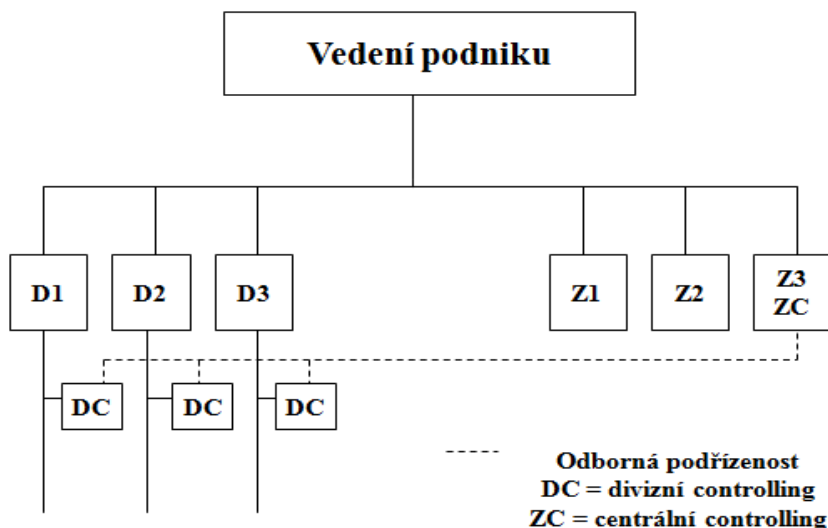 Vedení podniku
D1
D2
D3
Z1
Z2
Z3
ZC
DC
DC
DC
Odborná podřízenost
DC = divizní controlling
ZC = centrální controlling